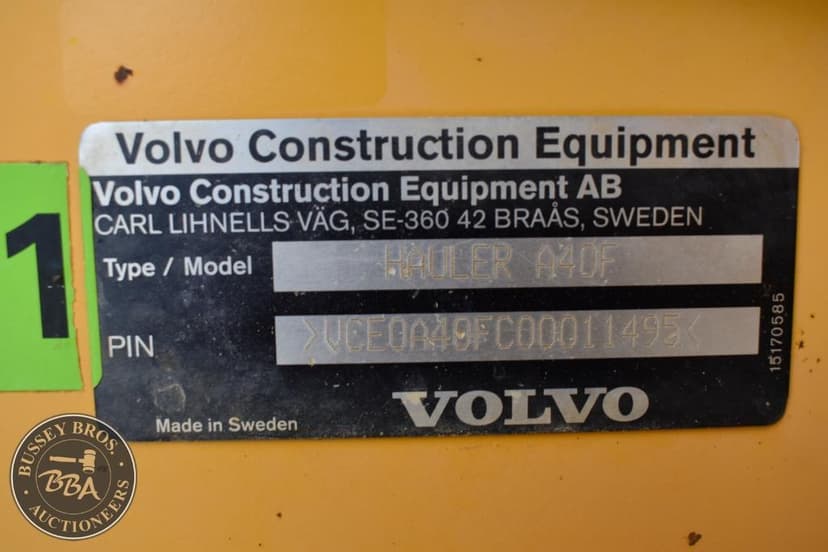 Volvo Construction Equipment
Volvo Construction Equipment AB
CARL LIHNELLS VÄG, SE-360 42 BRAÅS, SWEDEN
Type / Model HAULER A40F
PIN >VCE0A40FC00011495<
15170585
VOLVO
Made in Sweden
1
BUSSEY BROS.
BBA
AUCTIONEERS